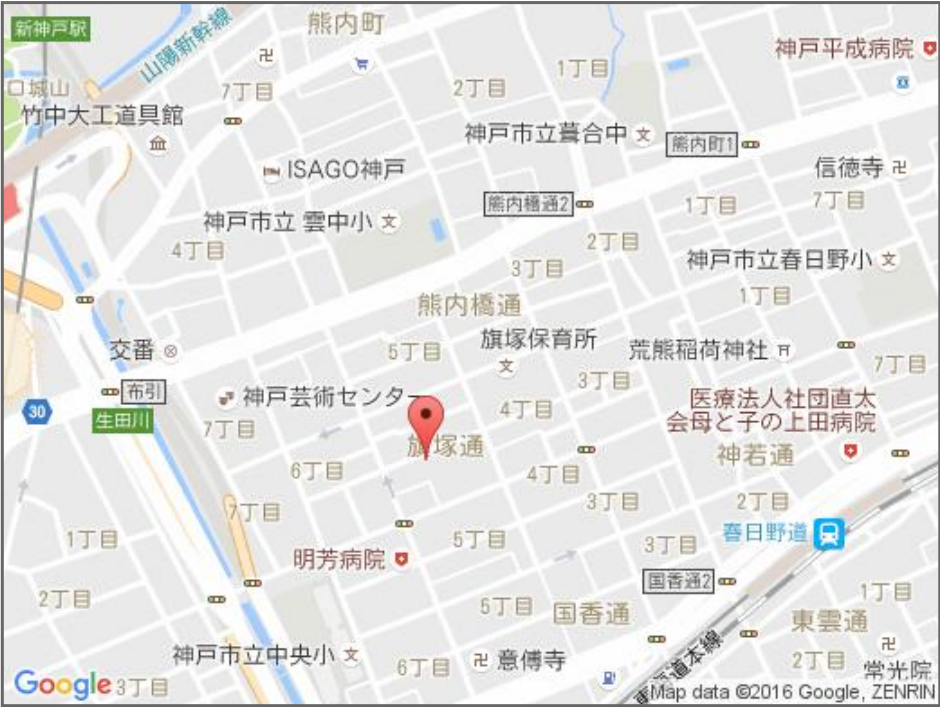 新神戸駅
山陽新幹線
熊内町
神戸平成病院
口城山
竹中大工道具館
7丁目
2丁目
1丁目
神戸市立葺合中
熊内町1
ISAGO神戸
信徳寺
熊内橋通2
1丁目
7丁目
神戸市立 雲中小
4丁目
2丁目
3丁目
神戸市立春日野小
1丁目
熊内橋通
交番
5丁目
旗塚保育所
荒熊稲荷神社
7丁目
布引
30
生田川
神戸芸術センター
3丁目
4丁目
医療法人社団直太
会母と子の上田病院
7丁目
旗塚通
神若通
6丁目
4丁目
7丁目
3丁目
2丁目
1丁目
5丁目
3丁目
春日野道
明芳病院
国香通2
2丁目
5丁目
国香通
1丁目
東雲通
神戸市立中央小
6丁目
意傅寺
2丁目
常光院
Google
3丁目
道本線
Map data ©2016 Google, ZENRIN